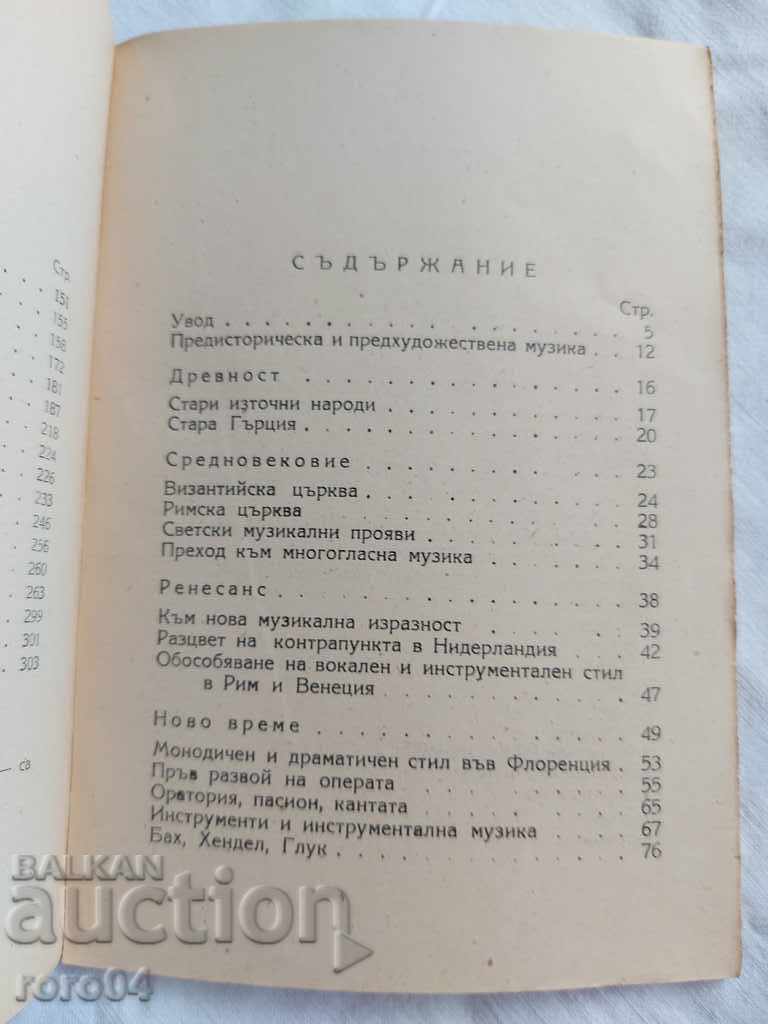 Стр.
151
155
158
172
181
187
218
224
226
233
246
256
260
263
299
301
303
св
СЪДЪРЖАНИЕ
Стр.
Увод . . . . . . . . . . . . . 5
Предисторическа и предхудожествена музика . . 12
Древност . . . . . . . . . . . . 16
Стари източни народи . . . . . . . . . 17
Стара Гърция . . . . . . . . . . . . 20
Средновековие . . . . . . . . . . 23
Византийска църква . . . . . . . . . . 24
Римска църква . . . . . . . . . . . 28
Светски музикални прояви . . . . . . . . 31
Преход към многогласна музика . . . . . . 34
Ренесанс . . . . . . . . . . . . 38
Към нова музикална изразност . . . . . . 39
Разцвет на контрапункта в Нидерландия . . . 42
Обособяване на вокален и инструментален стил
в Рим и Венеция . . . . . . . . . 47
Ново време . . . . . . . . . . . 49
Монодичен и драматичен стил във Флоренция . 53
Пръв развой на операта . . . . . . . . 55
Оратория, пасион, кантата . . . . . . . . 65
Инструменти и инструментална музика . . . . 67
Бах, Хендел, Глук . . . . . . . . . . 76
BALKAN
auction
roro04